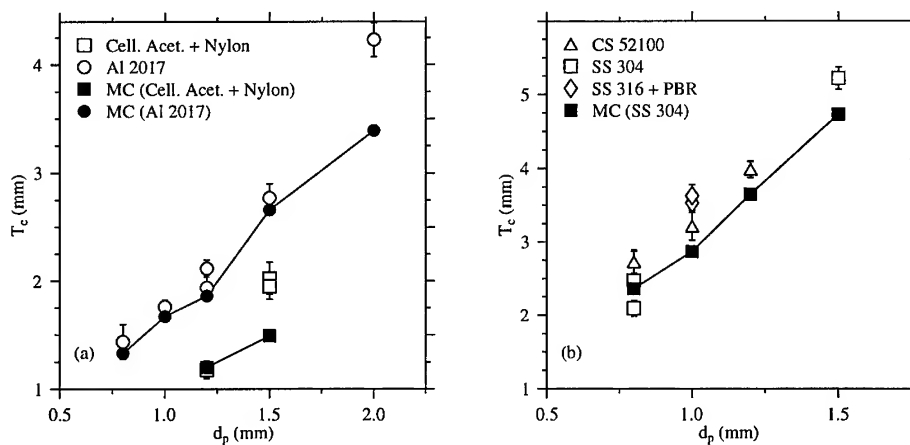 Cell. Acet. + Nylon
Al 2017
MC (Cell. Acet. + Nylon)
MC (Al 2017)
4
3
2
1
T_c (mm)
(a)
0.5
1.0
1.5
2.0
d_p (mm)
CS 52100
SS 304
SS 316 + PBR
MC (SS 304)
5
4
3
2
1
T_c (mm)
(b)
0.5
1.0
1.5
d_p (mm)